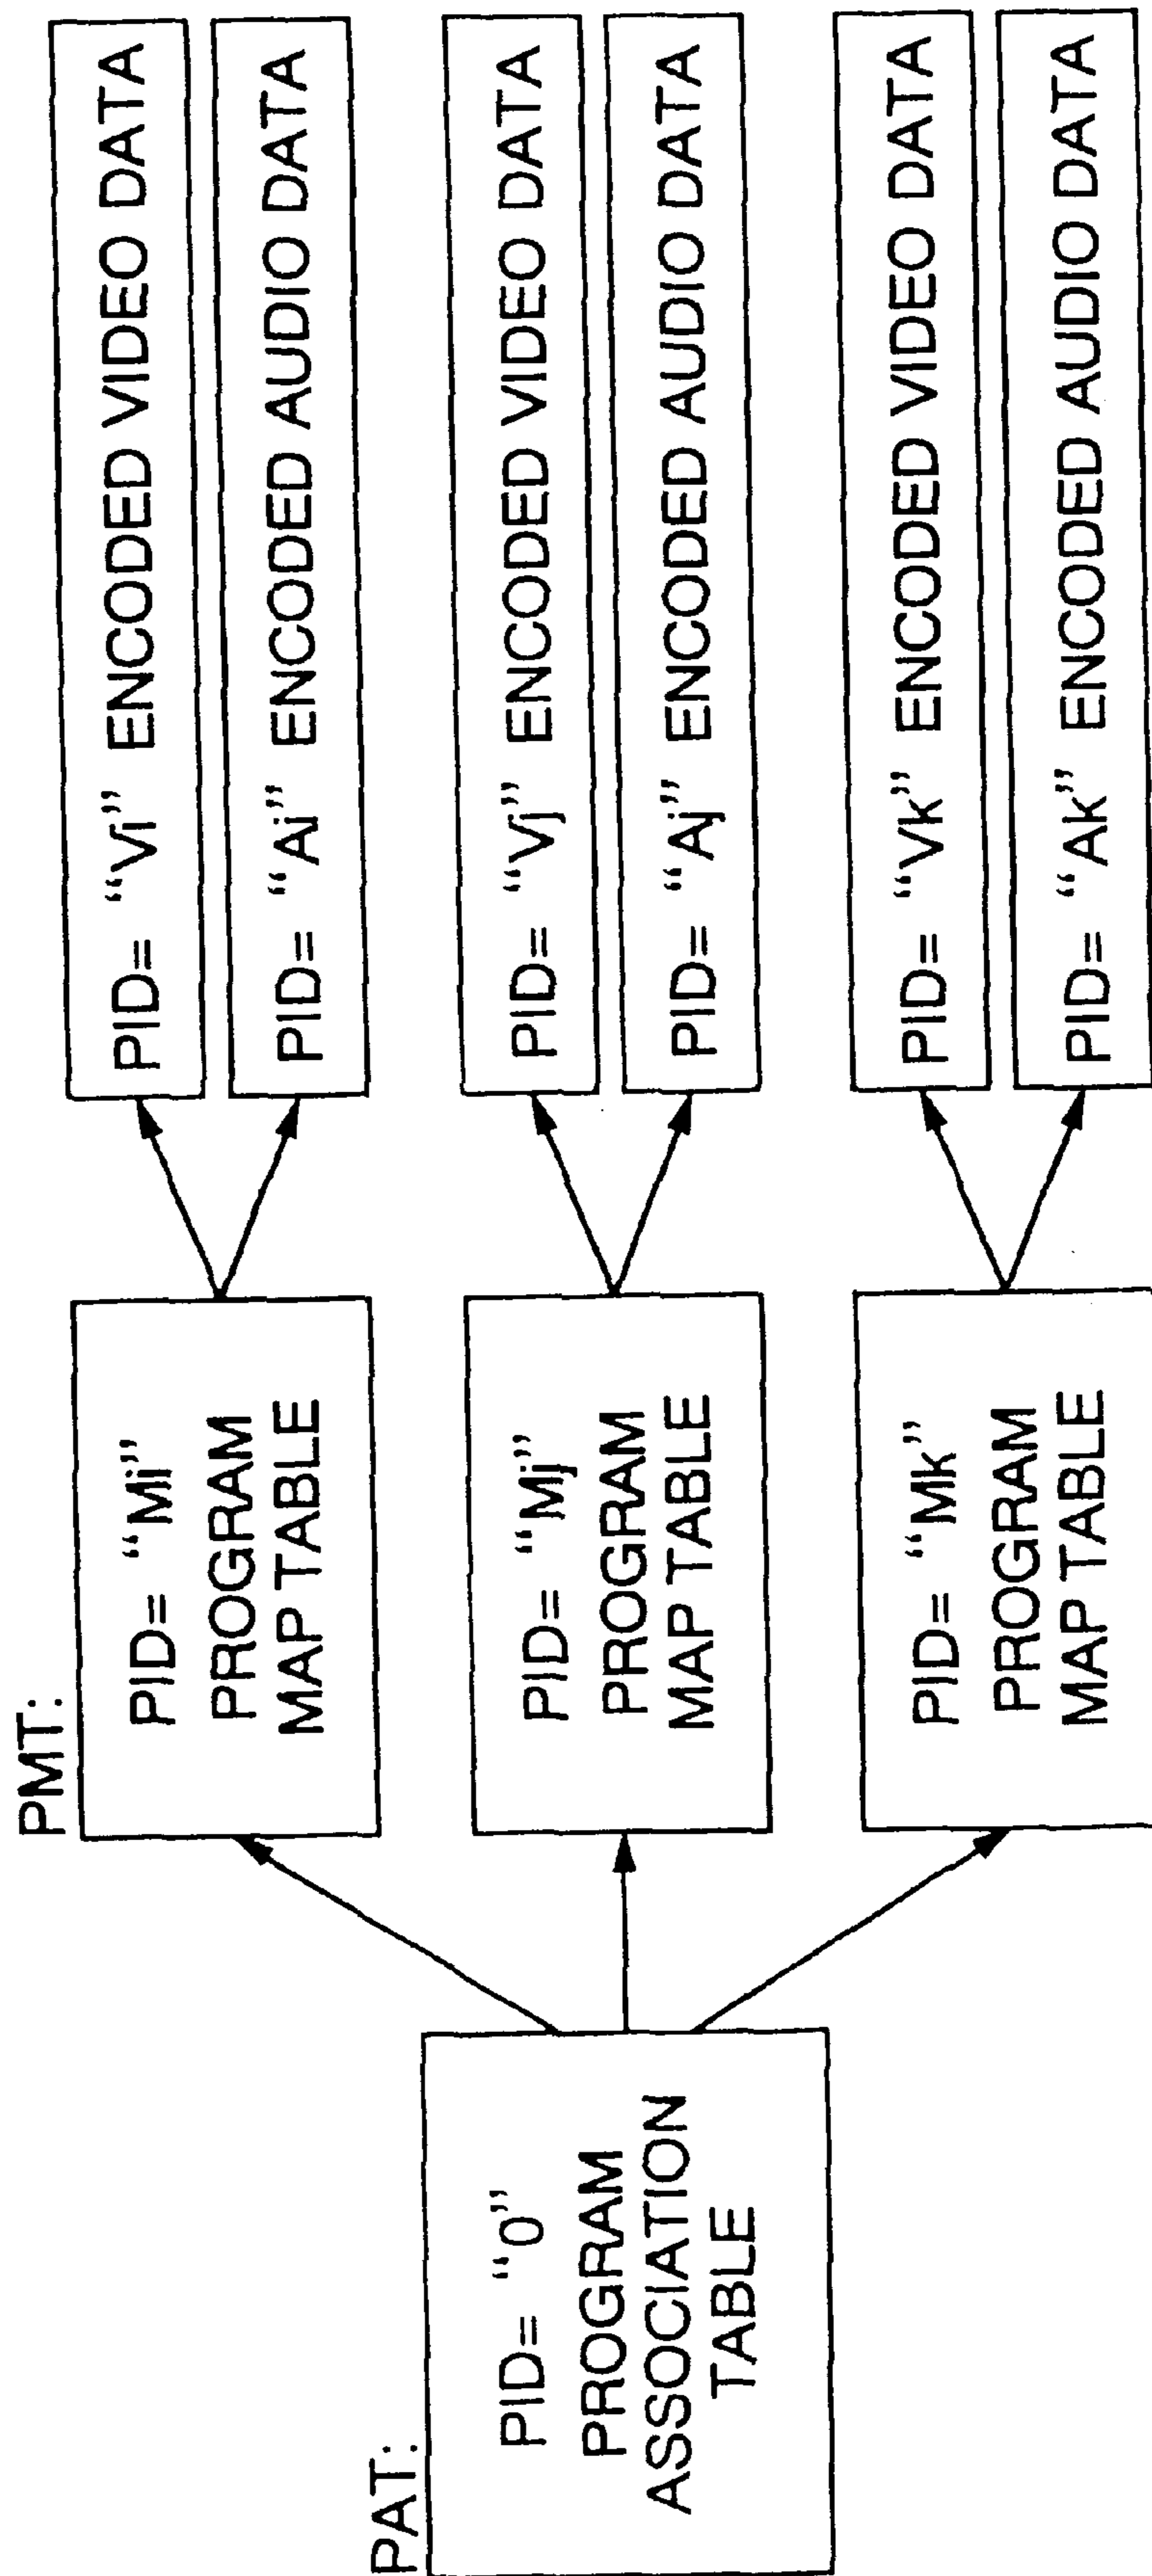 PAT:
PID= “0”
PROGRAM
ASSOCIATION
TABLE
PMT:
PID= “Mi”
PROGRAM
MAP TABLE
PID= “Mj”
PROGRAM
MAP TABLE
PID= “Mk”
PROGRAM
MAP TABLE
PID= “Vi” ENCODED VIDEO DATA
PID= “Ai” ENCODED AUDIO DATA
PID= “Vj” ENCODED VIDEO DATA
PID= “Aj” ENCODED AUDIO DATA
PID= “Vk” ENCODED VIDEO DATA
PID= “Ak” ENCODED AUDIO DATA